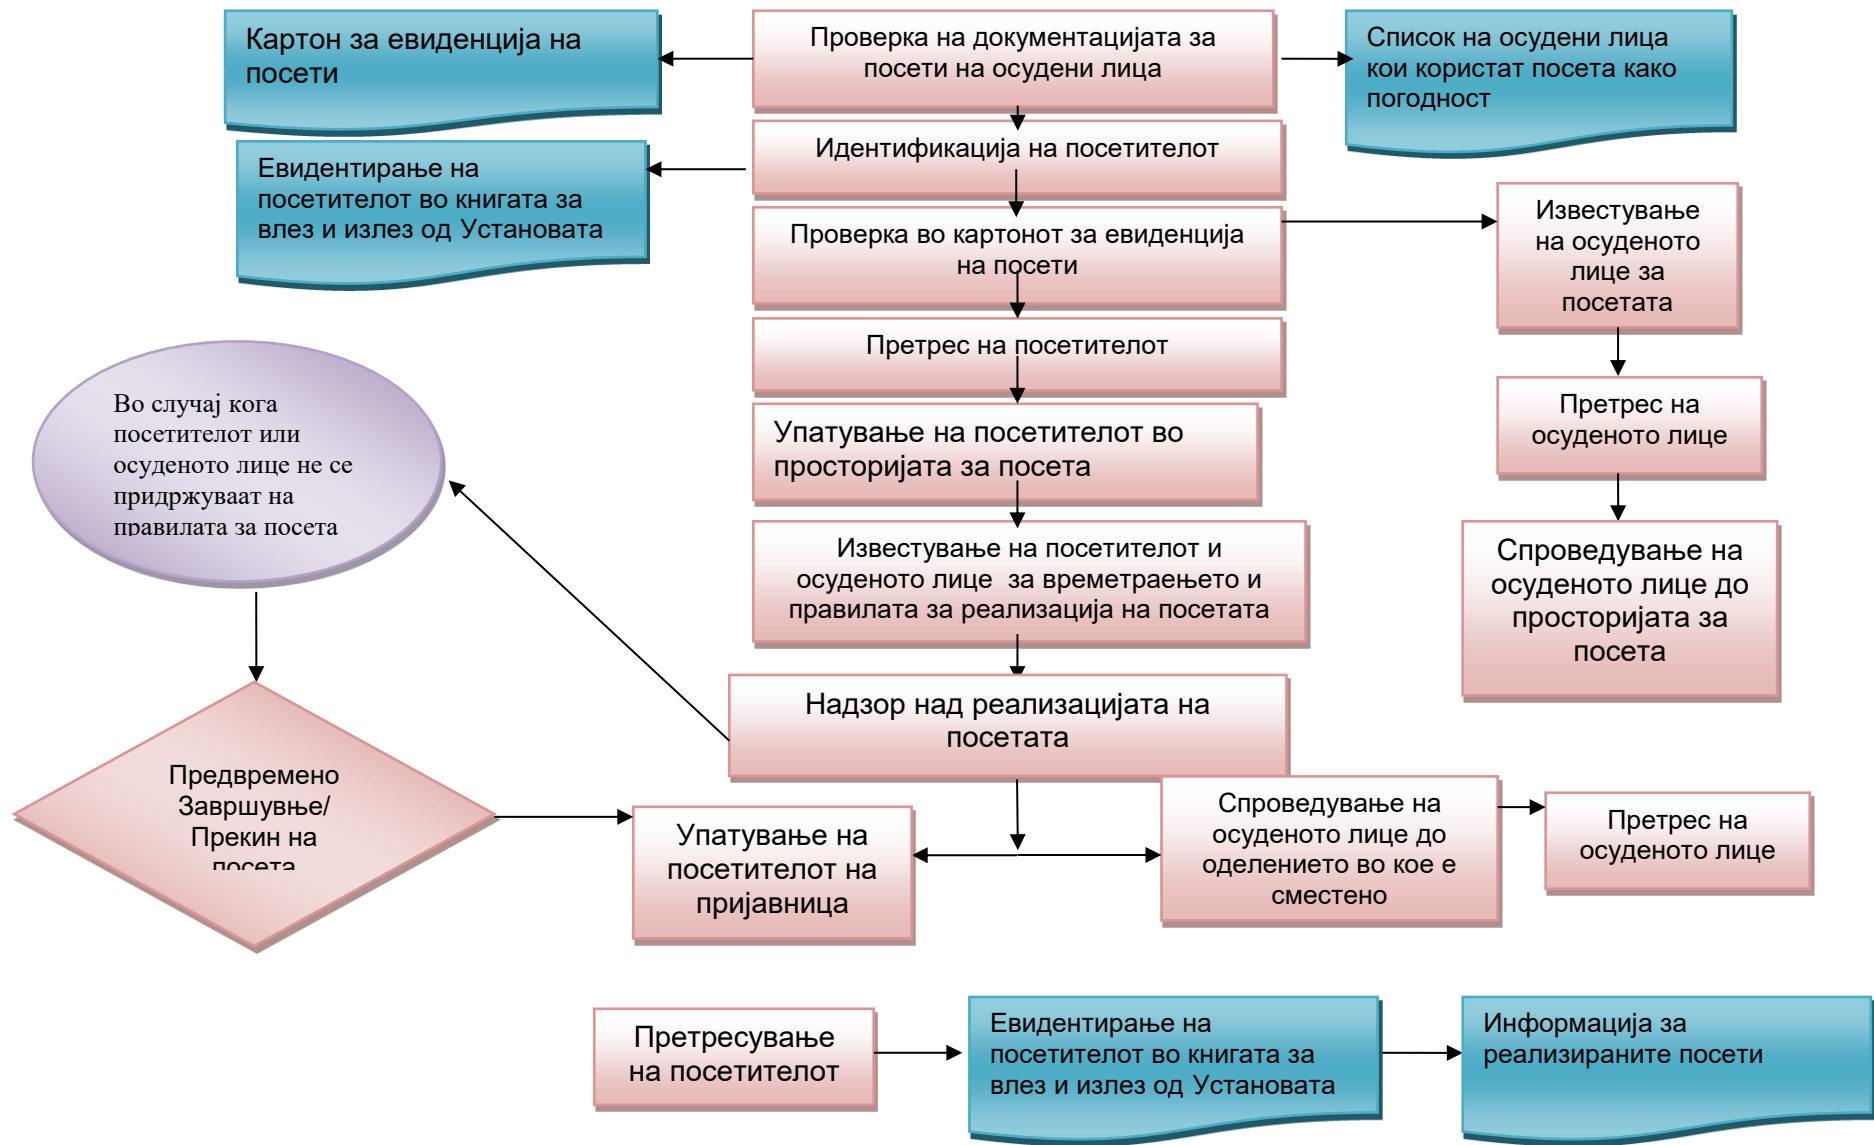 Картон за евиденција на
посети
Проверка на документацијата за
посети на осудени лица
Список на осудени лица
кои користат посета како
погодност
Идентификација на посетителот
Евидентирање на
посетителот во книгата за
влез и излез од Установата
Проверка во картонот за евиденција
на посети
Известување
на осуденото
лице за
посетата
Претрес на посетителот
Претрес на
осуденото лице
Во случај кога
посетителот или
осуденото лице не се
придржуваат на
правилата за посета
Упатување на посетителот во
просторијата за посета
Известување на посетителот и
осуденото лице  за времетраењето и
правилата за реализација на посетата
Спроведување на
осуденото лице до
просторијата за
посета
Надзор над реализацијата на
посетата
Предвремено
Завршувње/
Прекин на
посета
Упатување на
посетителот на
пријавница
Спроведување на
осуденото лице до
оделението во кое е
сместено
Претрес на
осуденото лице
Претресување
на посетителот
Евидентирање на
посетителот во книгата за
влез и излез од Установата
Информација за
реализираните посети